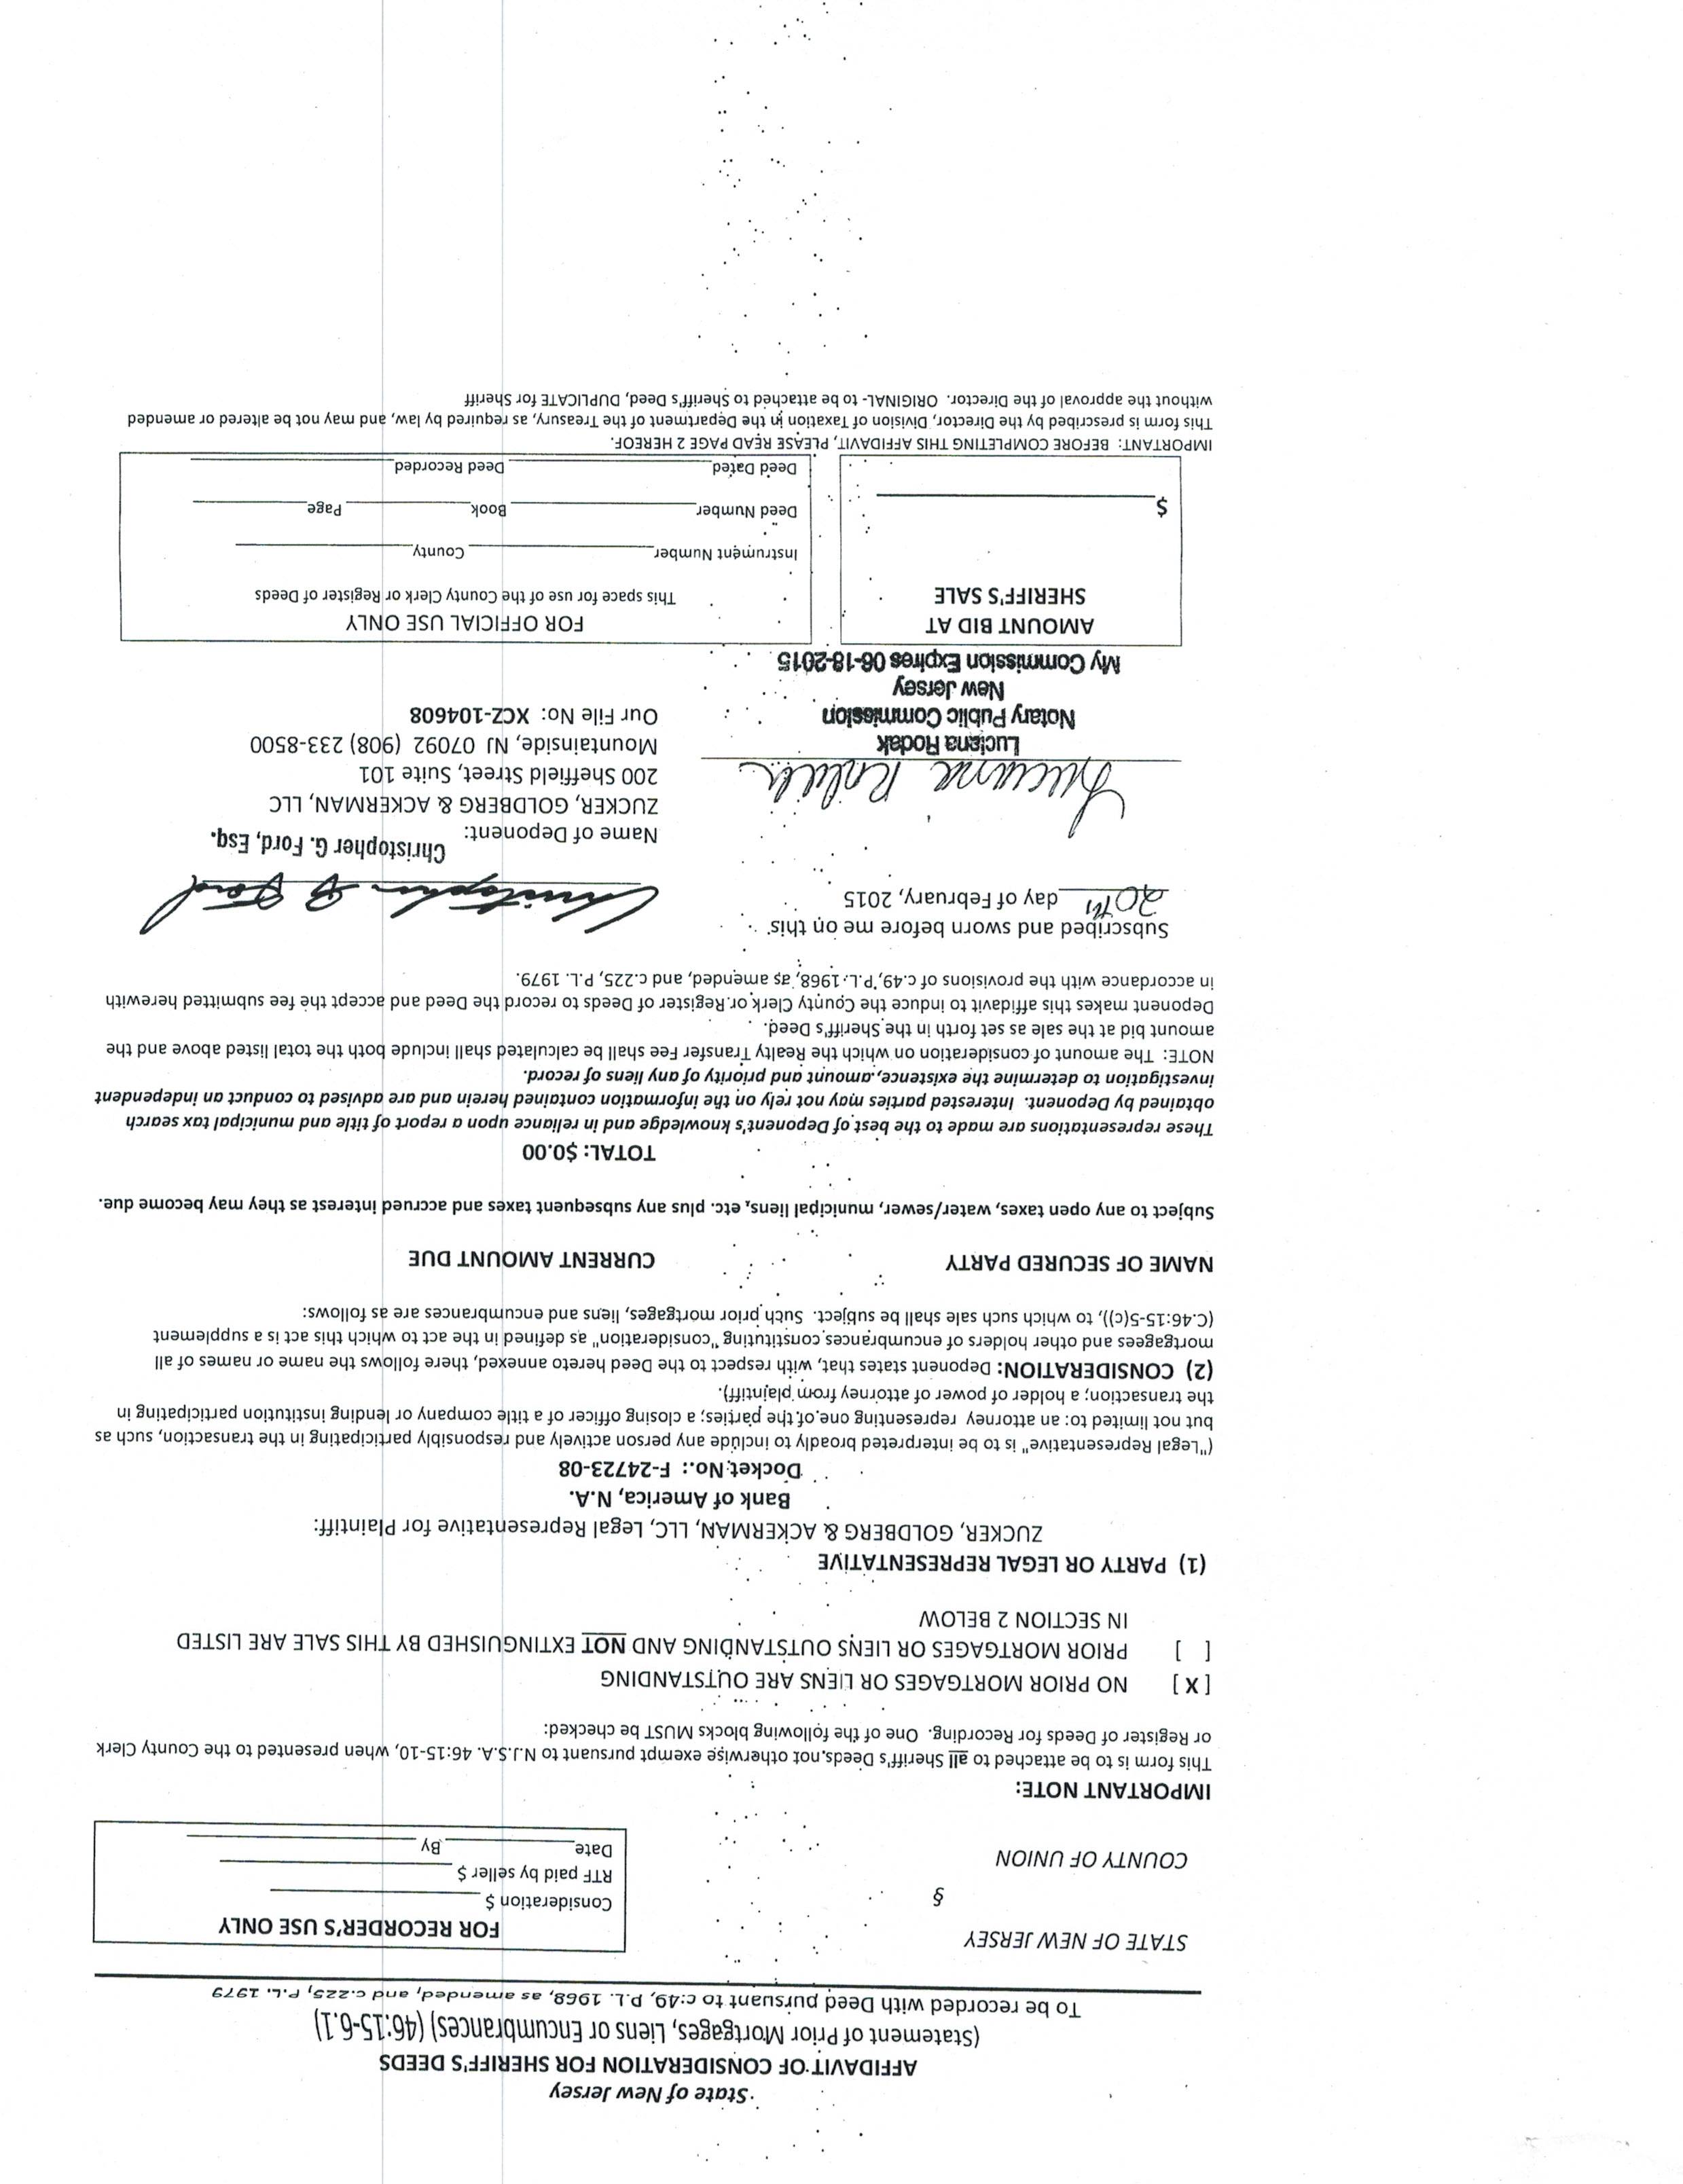 State of New Jersey
AFFIDAVIT OF CONSIDERATION FOR SHERIFF'S DEEDS
(Statement of Prior Mortgages, Liens or Encumbrances) (46:15-6.1)
To be recorded with Deed pursuant to c:49, P.L. 1968, as amended, and c.225, P.L. 1979
STATE OF NEW JERSEY
§
COUNTY OF UNION
FOR RECORDER'S USE ONLY
Consideration $
RTF paid by seller $
Date By
IMPORTANT NOTE:
This form is to be attached to all Sheriff's Deeds not otherwise exempt pursuant to N.J.S.A. 46:15-10, when presented to the County Clerk
or Register of Deeds for Recording. One of the following blocks MUST be checked:
[ X ] NO PRIOR MORTGAGES OR LIENS ARE OUTSTANDING
[ ] PRIOR MORTGAGES OR LIENS OUTSTANDING AND NOT EXTINGUISHED BY THIS SALE ARE LISTED
IN SECTION 2 BELOW
(1) PARTY OR LEGAL REPRESENTATIVE
ZUCKER, GOLDBERG & ACKERMAN, LLC, Legal Representative for Plaintiff:
Bank of America, N.A.
Docket No.: F-24723-08
("Legal Representative" is to be interpreted broadly to include any person actively and responsibly participating in the transaction, such as
but not limited to: an attorney representing one of the parties; a closing officer of a title company or lending institution participating in
the transaction; a holder of power of attorney from plaintiff).
(2) CONSIDERATION: Deponent states that, with respect to the Deed hereto annexed, there follows the name or names of all
mortgagees and other holders of encumbrances constituting "consideration" as defined in the act to which this act is a supplement
(C.46:15-5(c)), to which such sale shall be subject. Such prior mortgages, liens and encumbrances are as follows:
NAME OF SECURED PARTY CURRENT AMOUNT DUE
Subject to any open taxes, water/sewer, municipal liens, etc. plus any subsequent taxes and accrued interest as they may become due.
TOTAL: $0.00
These representations are made to the best of Deponent's knowledge and in reliance upon a report of title and municipal tax search
obtained by Deponent. Interested parties may not rely on the information contained herein and are advised to conduct an independent
investigation to determine the existence, amount and priority of any liens of record.
NOTE: The amount of consideration on which the Realty Transfer Fee shall be calculated shall include both the total listed above and the
amount bid at the sale as set forth in the Sheriff's Deed.
Deponent makes this affidavit to induce the County Clerk or Register of Deeds to record the Deed and accept the fee submitted herewith
in accordance with the provisions of c.49, P.L. 1968, as amended, and c.225, P.L. 1979.
Subscribed and sworn before me on this
20TH day of February, 2015
Christopher G Ford
Name of Deponent: Christopher G. Ford, Esq.
ZUCKER, GOLDBERG & ACKERMAN, LLC
200 Sheffield Street, Suite 101
Mountainside, NJ 07092 (908) 233-8500
Our File No: XCZ-104608
Luciana Rodak
Luciana Rodak
Notary Public Commission
New Jersey
My Commission Expires 06-18-2015
AMOUNT BID AT
SHERIFF'S SALE
$
FOR OFFICIAL USE ONLY
This space for use of the County Clerk or Register of Deeds
Instrument Number County
Deed Number Book Page
Deed Dated Deed Recorded
IMPORTANT: BEFORE COMPLETING THIS AFFIDAVIT, PLEASE READ PAGE 2 HEREOF.
This form is prescribed by the Director, Division of Taxation in the Department of the Treasury, as required by law, and may not be altered or amended
without the approval of the Director. ORIGINAL- to be attached to Sheriff's Deed, DUPLICATE for Sheriff